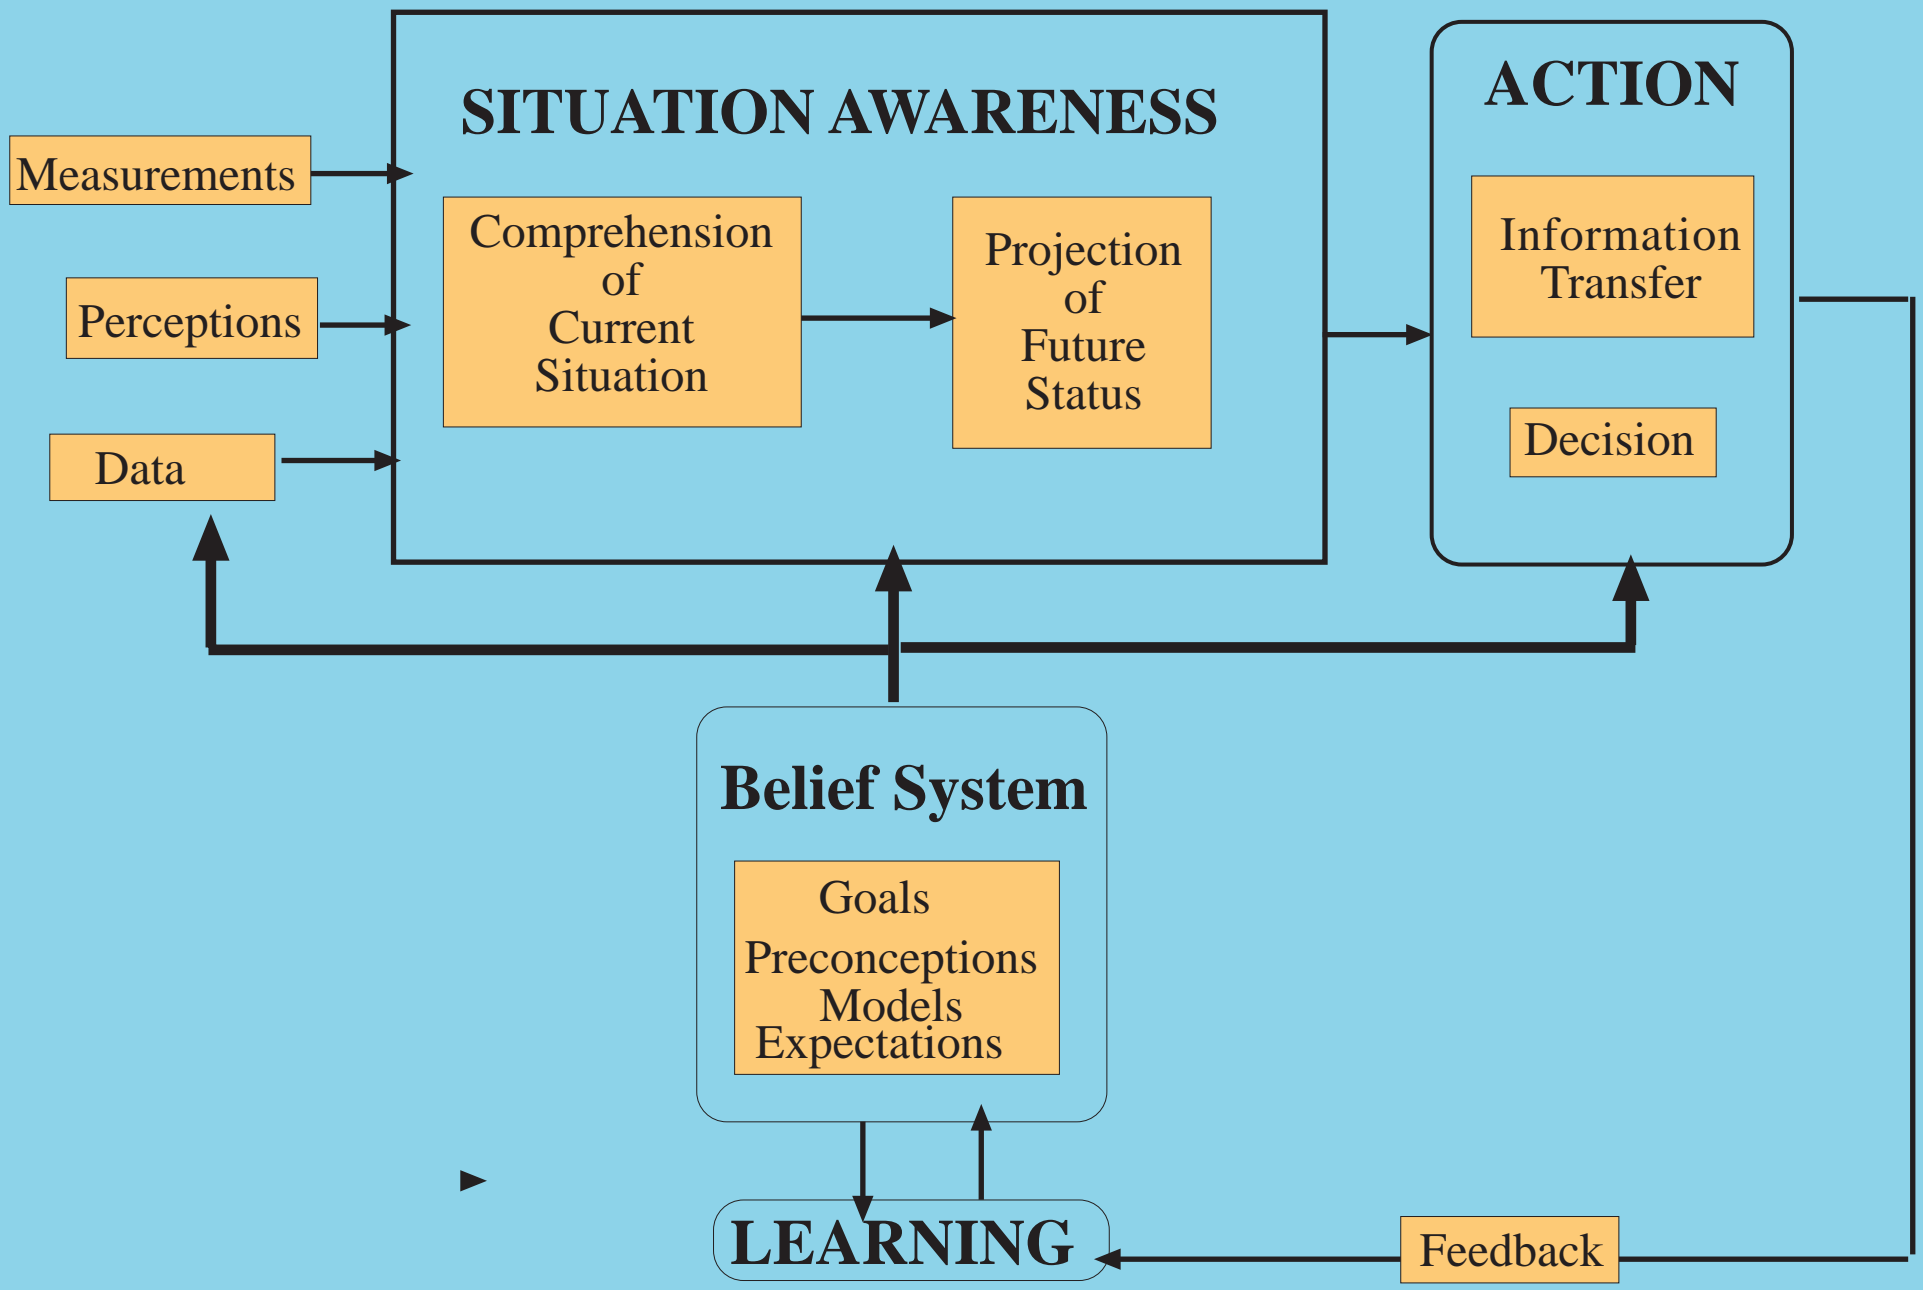 SITUATION AWARENESS
ACTION
Measurements
Perceptions
Data
Comprehension
of
Current
Situation
Projection
of
Future
Status
Information
Transfer
Decision
Belief System
Goals
Preconceptions
Models
Expectations
LEARNING
Feedback